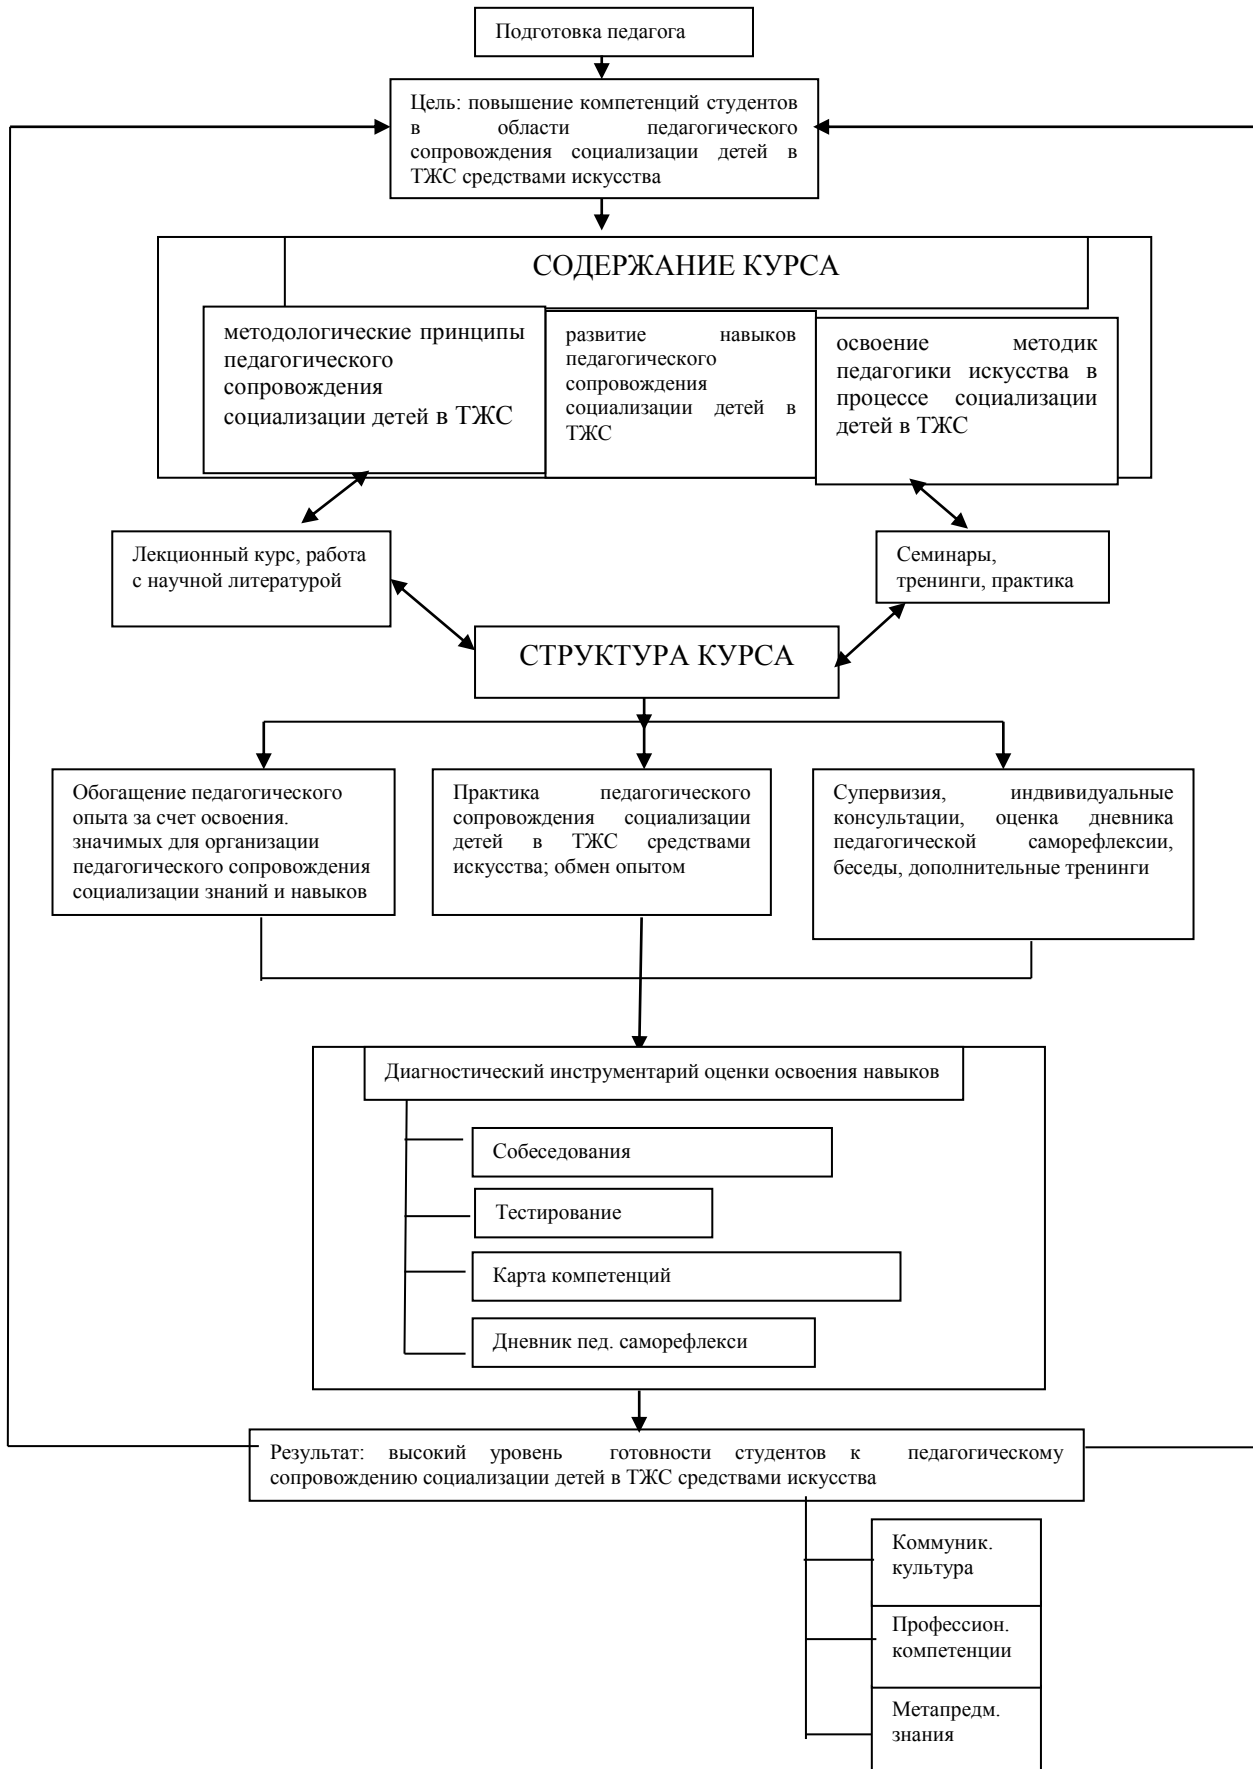 Подготовка педагога
Цель: повышение компетенций студентов
в области педагогического
сопровождения социализации детей в
ТЖС средствами искусства
СОДЕРЖАНИЕ КУРСА
методологические принципы
педагогического
сопровождения
социализации детей в ТЖС
развитие навыков
педагогического
сопровождения
социализации детей в
ТЖС
освоение методик
педагогики искусства в
процессе социализации
детей в ТЖС
Лекционный курс, работа
с научной литературой
Семинары,
тренинги, практика
СТРУКТУРА КУРСА
Обогащение педагогического
опыта за счет освоения.
значимых для организации
педагогического сопровождения
социализации знаний и навыков
Практика педагогического
сопровождения социализации
детей в ТЖС средствами
искусства; обмен опытом
Супервизия, индвивидуальные
консультации, оценка дневника
педагогической саморефлексии,
беседы, дополнительные тренинги
Диагностический инструментарий оценки освоения навыков
Собеседования
Тестирование
Карта компетенций
Дневник пед. саморефлекси
Результат: высокий уровень готовности студентов к педагогическому
сопровождению социализации детей в ТЖС средствами искусства
Коммуник.
культура
Профессион.
компетенции
Метапредм.
знания